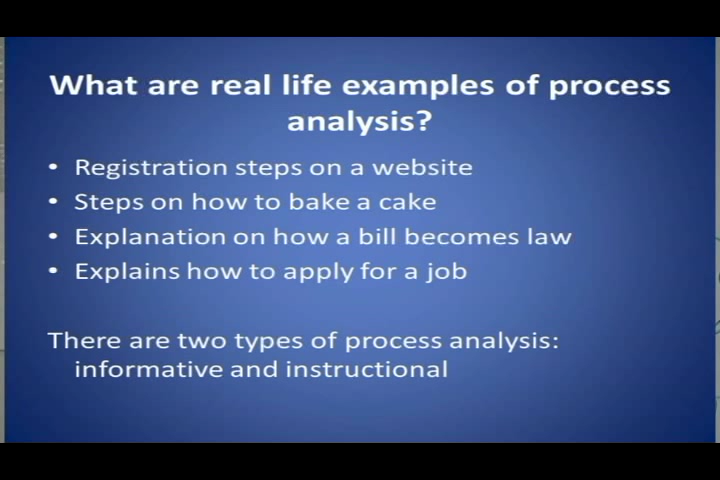 What are real life examples of process
analysis?
• Registration steps on a website
• Steps on how to bake a cake
• Explanation on how a bill becomes law
• Explains how to apply for a job
There are two types of process analysis:
informative and instructional